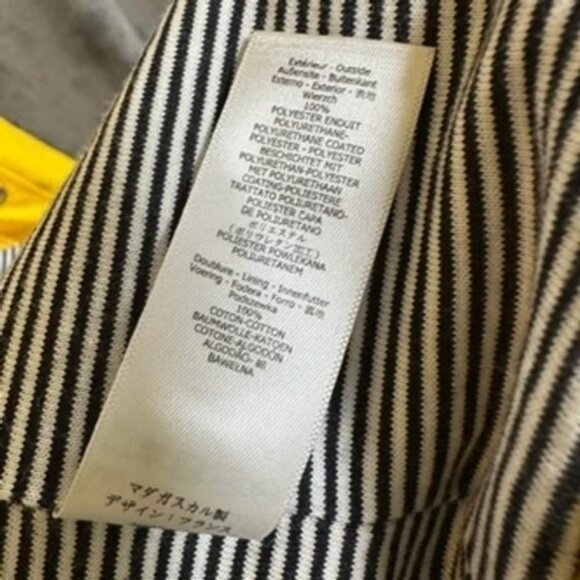 Extérieur - Outside
Außenseite - Buitenkant
Esterno - Exterior - 表地
Wierzch
100%
POLYESTER ENDUIT
POLYURETHANE-
POLYURETHANE COATED
POLYESTER - POLYESTER
BESCHICHTET MIT
POLYURETHAN-POLYESTER
MET POLYURETHAAN
COATING-POLIESTERE
TRATTATO POLIURETANO-
POLIESTER CAPA
DE POLIURETANO
ポリエステル
(ポリウレタン加工)
POLIESTER POWLEKANA
POLIURETANEM
Doublure - Lining - Innenfutter
Voering - Fodera - Forro - 裏地
Podszewka
100%
COTON-COTTON
BAUMWOLLE-KATOEN
COTONE-ALGODÓN
ALGODÃO- 綿
BAWEŁNA
マダガスカル製
デザイン:フランス